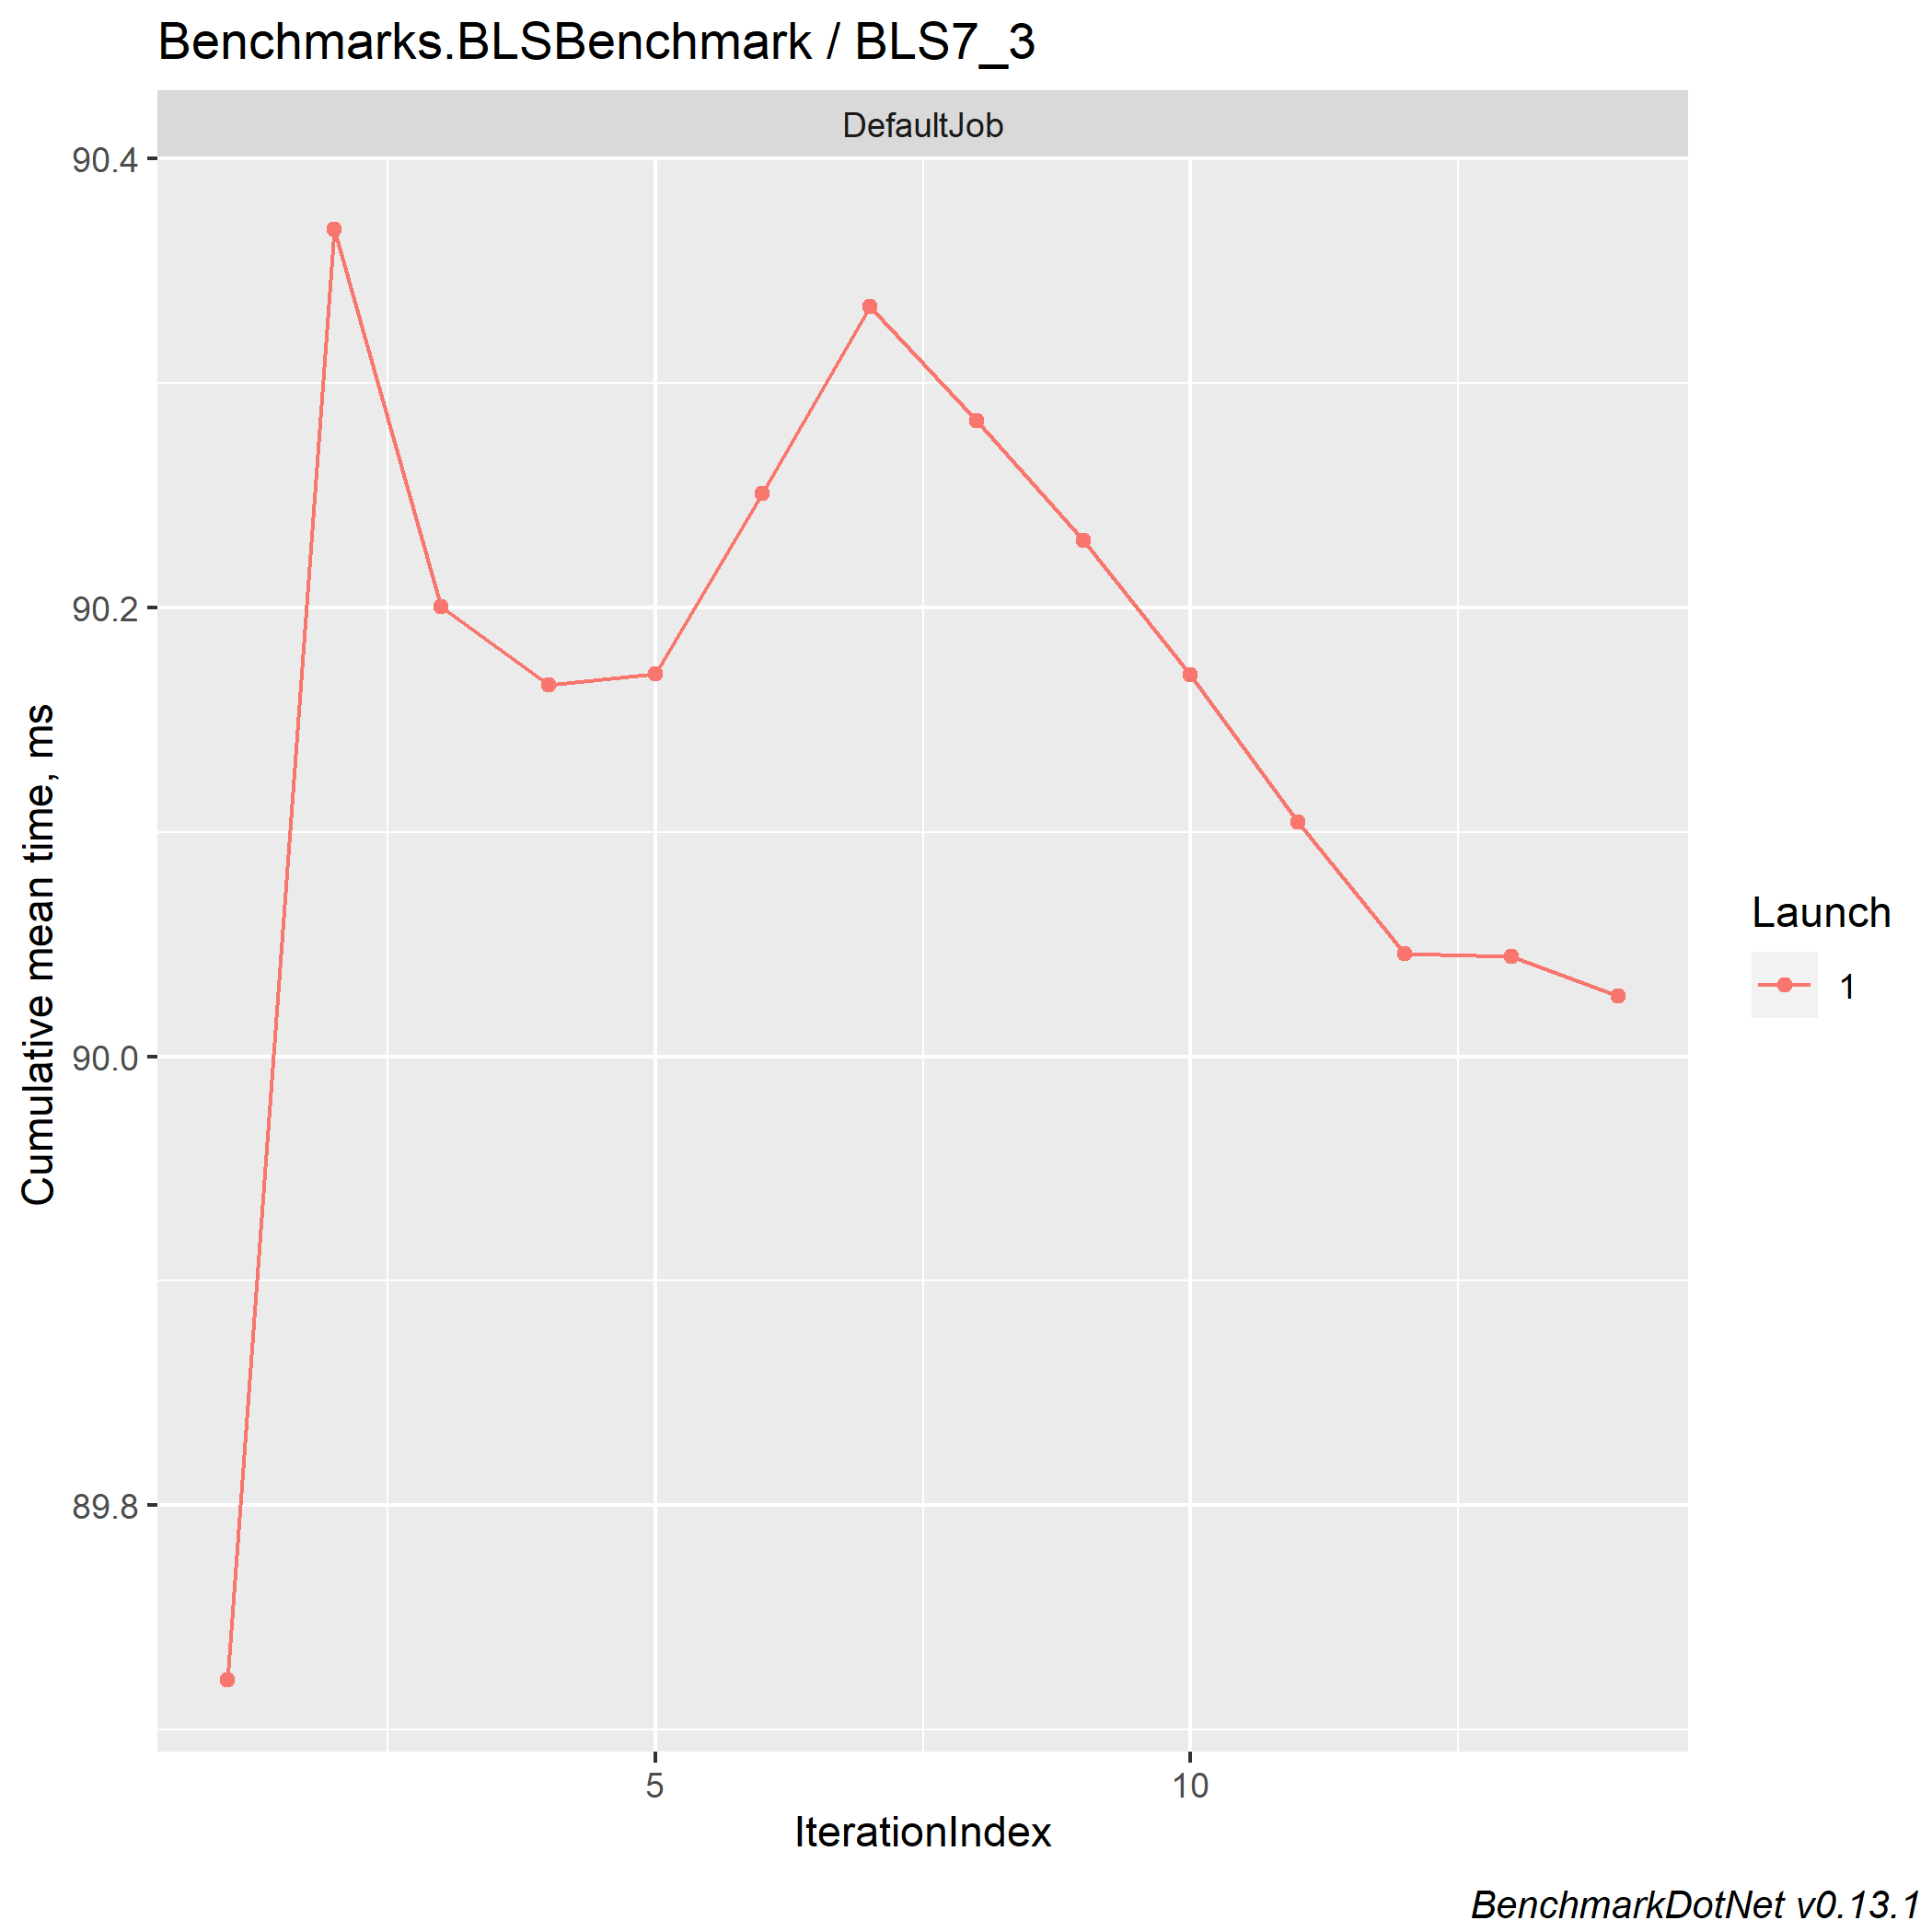 Benchmarks.BLSBenchmark / BLS7_3
DefaultJob
90.4
90.2
90.0
89.8
Cumulative mean time, ms
5
10
IterationIndex
Launch
1
BenchmarkDotNet v0.13.1